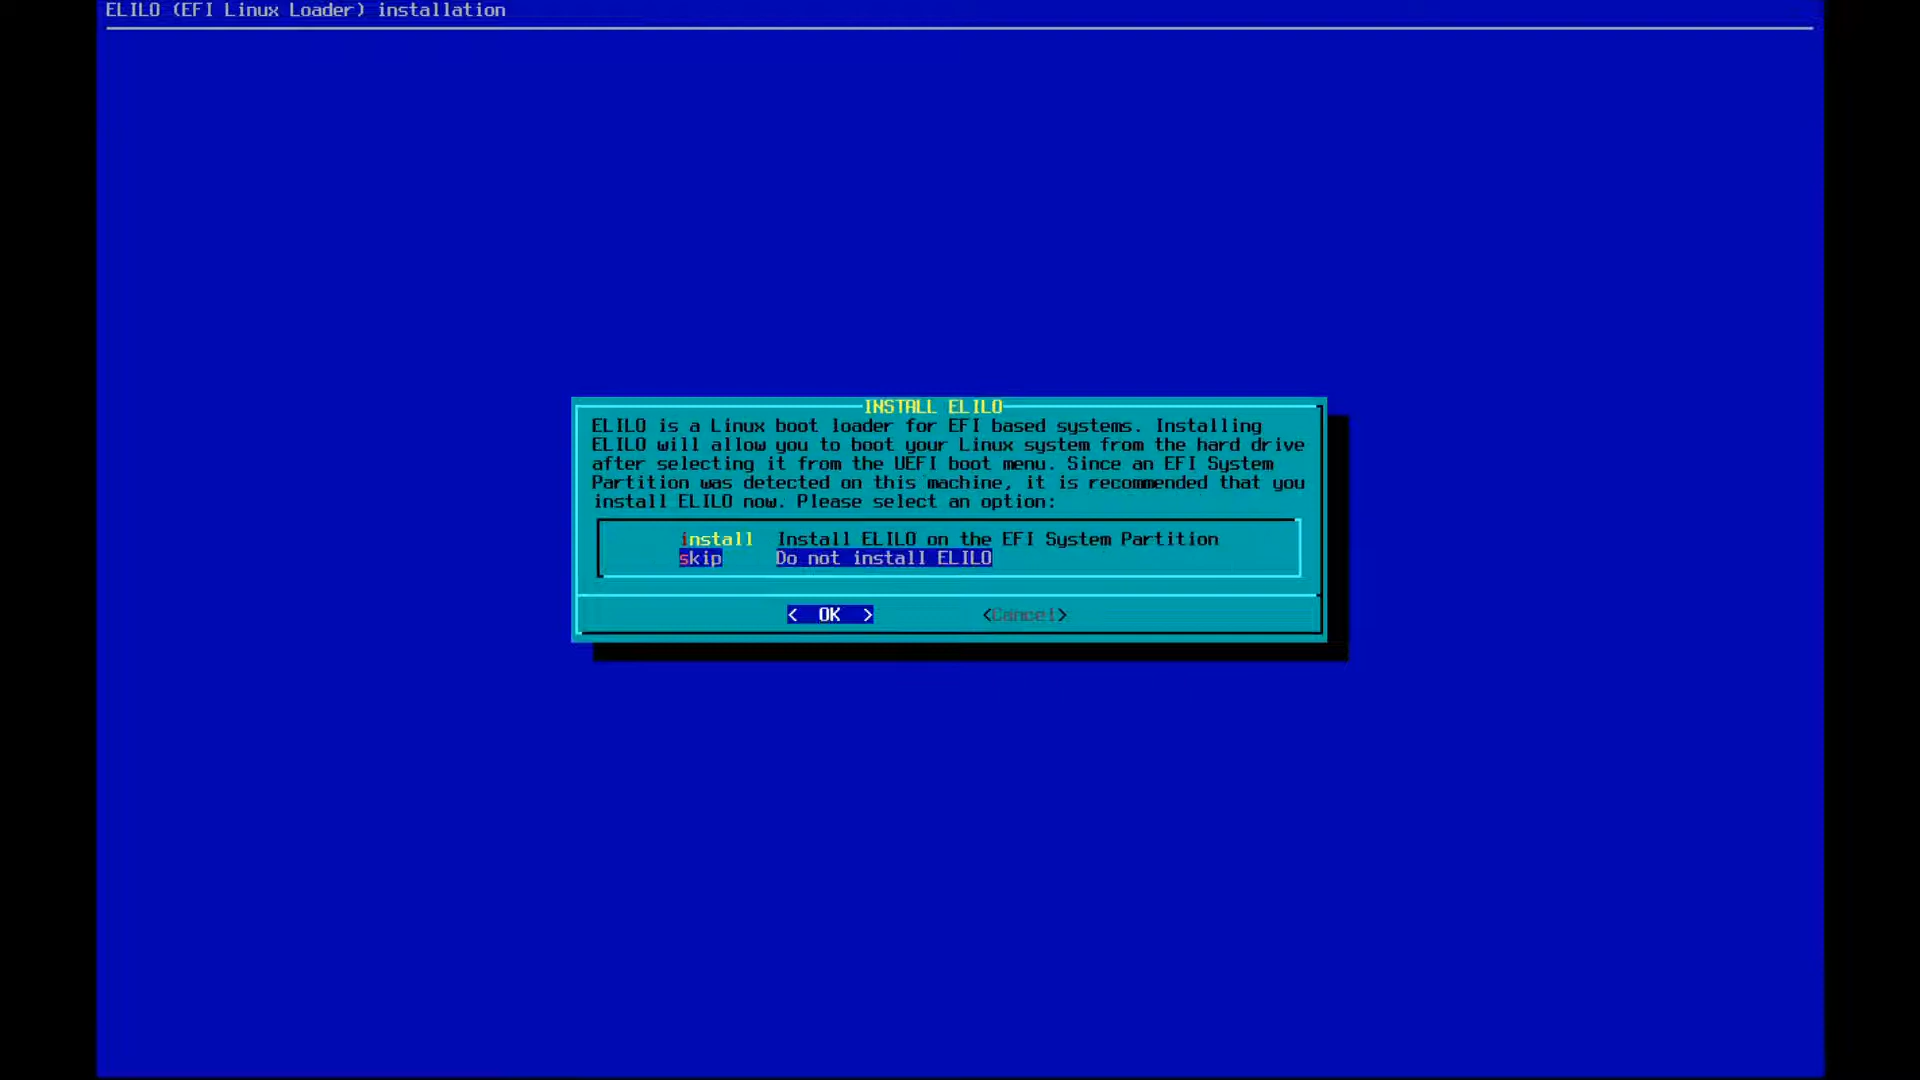 ELILO (EFI Linux Loader) installation
INSTALL ELILO
ELILO is a Linux boot loader for EFI based systems. Installing
ELILO will allow you to boot your Linux system from the hard drive
after selecting it from the UEFI boot menu. Since an EFI System
Partition was detected on this machine, it is recommended that you
install ELILO now. Please select an option:
install Install ELILO on the EFI System Partition
skip Do not install ELILO
< OK > <Cancel>